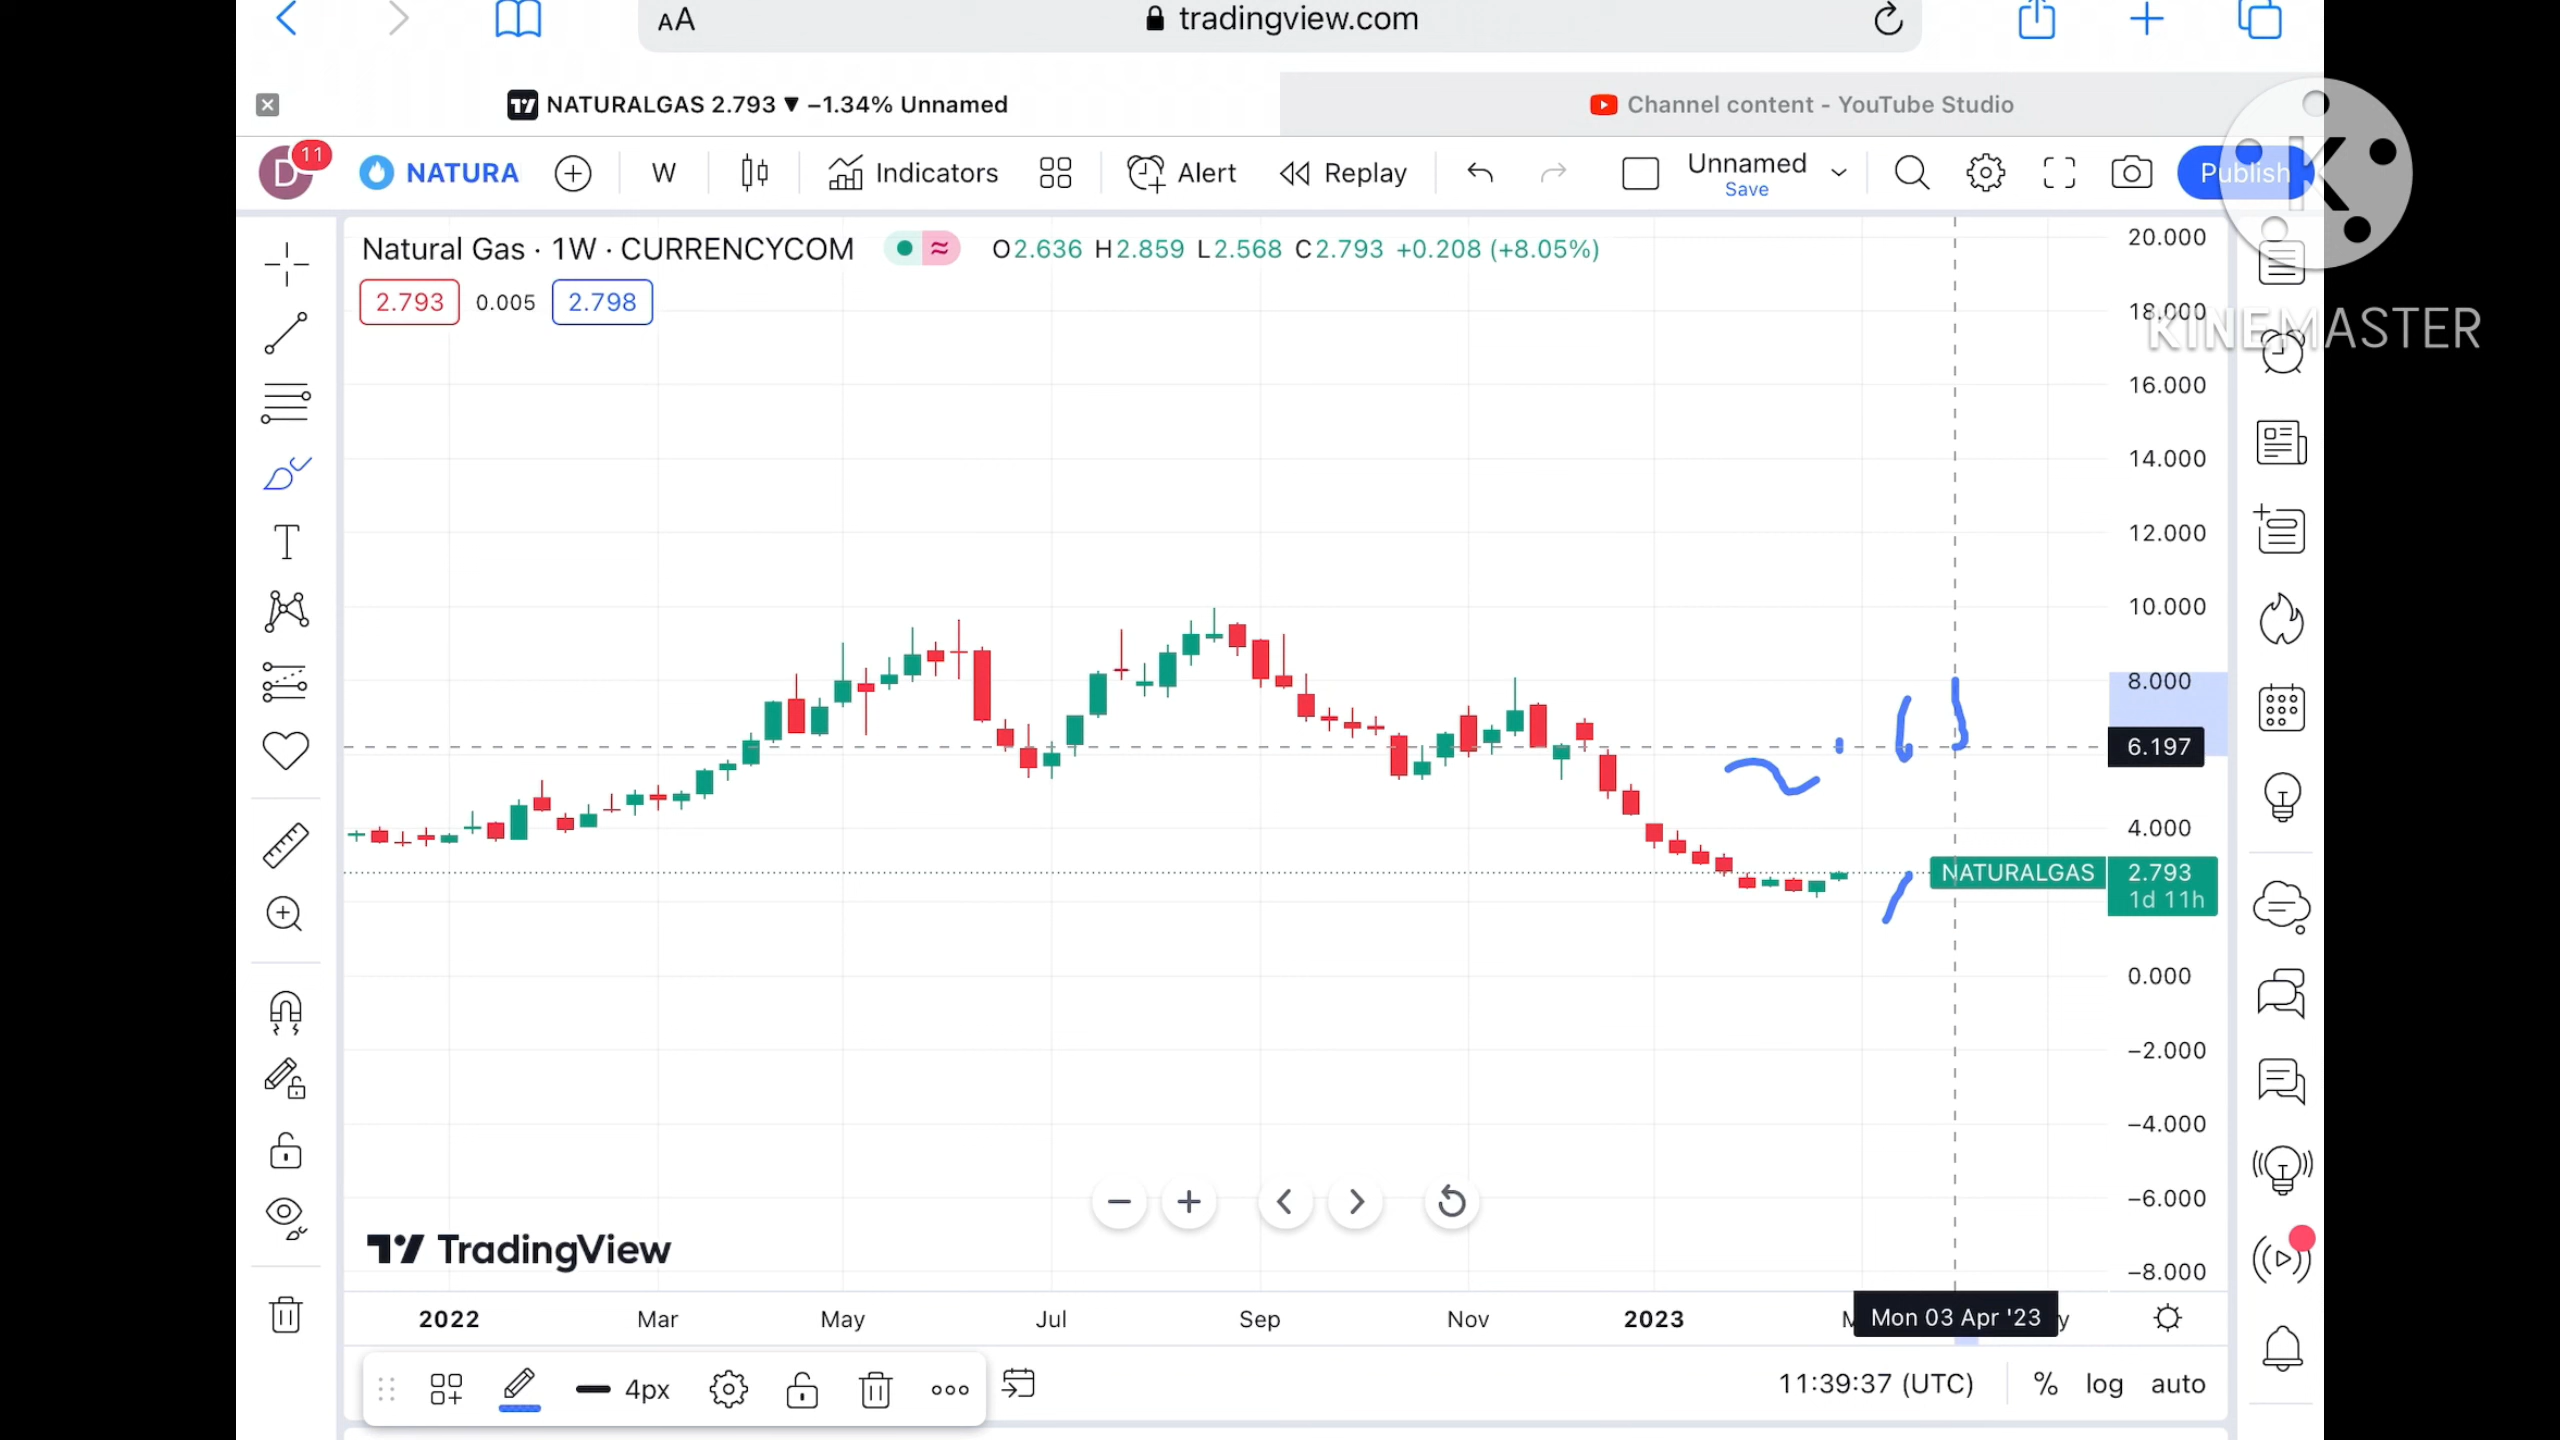 AA tradingview.com
NATURALGAS 2.793 ▼ −1.34% Unnamed
Channel content - YouTube Studio
D 11 NATURA W Indicators Alert Replay Unnamed
Save
Publish
K
KINEMASTER
Natural Gas · 1W · CURRENCYCOM O2.636 H2.859 L2.568 C2.793 +0.208 (+8.05%)
2.793 0.005 2.798
20.000
18.000
16.000
14.000
12.000
10.000
8.000
6.197
4.000
NATURALGAS 2.793
1d 11h
0.000
−2.000
−4.000
−6.000
−8.000
TradingView
2022 Mar May Jul Sep Nov 2023 Mon 03 Apr '23
4px
11:39:37 (UTC) % log auto